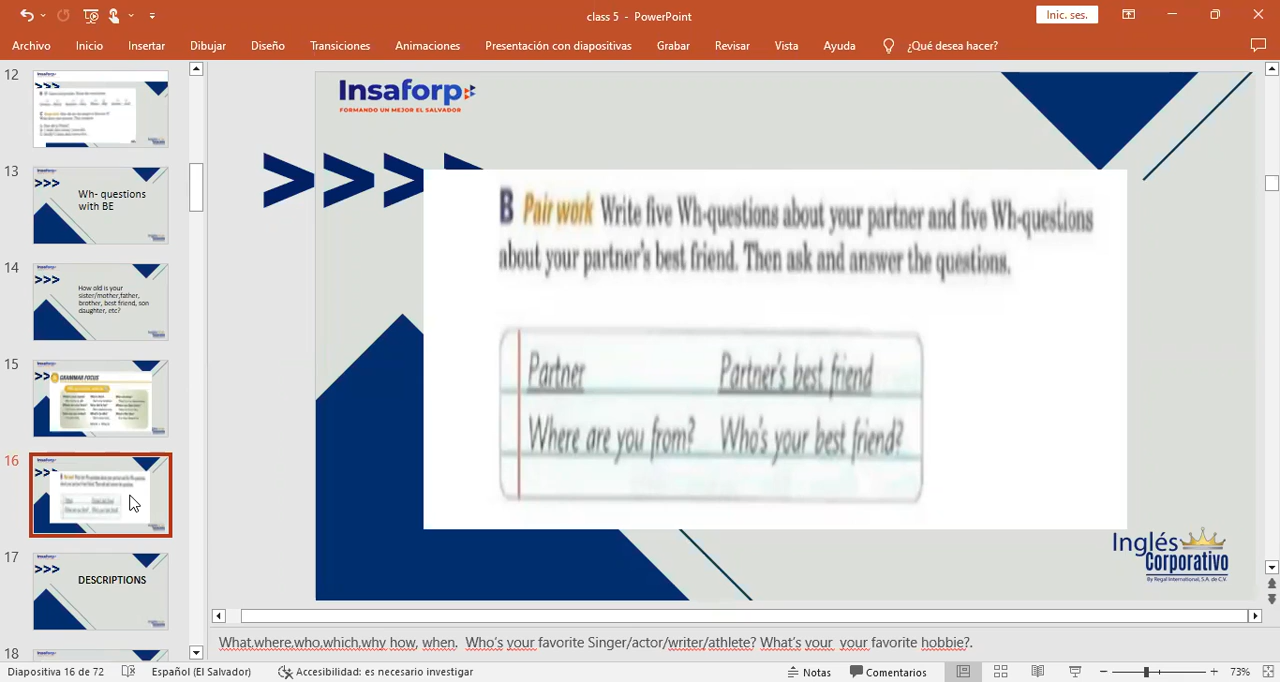 class 5 - PowerPoint
Inic. ses.
Archivo Inicio Insertar Dibujar Diseño Transiciones Animaciones Presentación con diapositivas Grabar Revisar Vista Ayuda ¿Qué desea hacer?
12
13
Wh- questions
with BE
14
How old is your
sister/mother,father,
brother, best friend, son
daughter, etc?
15
GRAMMAR FOCUS
16
17
DESCRIPTIONS
18
Insaforp
FORMANDO UN MEJOR EL SALVADOR
B Pair work Write five Wh-questions about your partner and five Wh-questions
about your partner's best friend. Then ask and answer the questions.
Partner Partner's best friend
Where are you from? Who's your best friend?
Inglés
Corporativo
By Regal International, S.A. de C.V.
What,where,who,which,why how, when. Who's your favorite Singer/actor/writer/athlete? What's your your favorite hobbie?.
Diapositiva 16 de 72 Español (El Salvador) Accesibilidad: es necesario investigar Notas Comentarios 73%